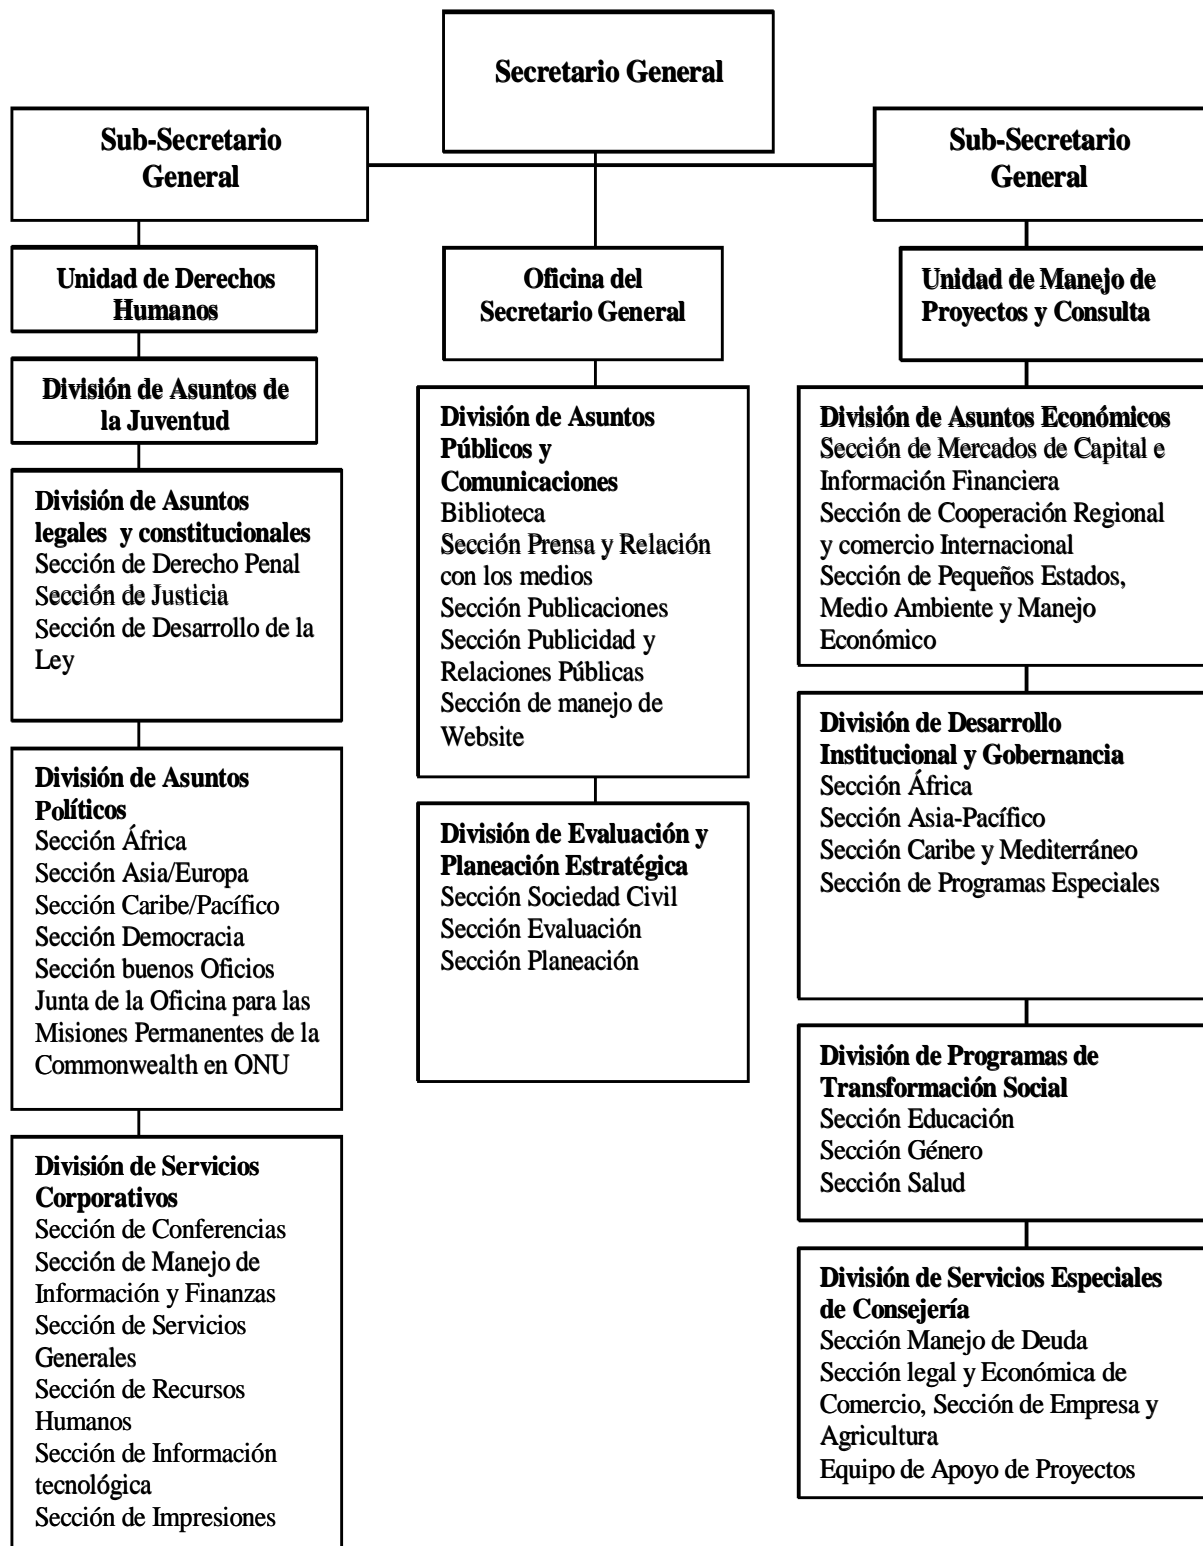 Secretario General
Sub-Secretario
General
Unidad de Derechos
Humanos
División de Asuntos de
la Juventud
División de Asuntos
legales y constitucionales
Sección de Derecho Penal
Sección de Justicia
Sección de Desarrollo de la
Ley
División de Asuntos
Políticos
Sección África
Sección Asia/Europa
Sección Caribe/Pacífico
Sección Democracia
Sección buenos Oficios
Junta de la Oficina para las
Misiones Permanentes de la
Commonwealth en ONU
División de Servicios
Corporativos
Sección de Conferencias
Sección de Manejo de
Información y Finanzas
Sección de Servicios
Generales
Sección de Recursos
Humanos
Sección de Información
tecnológica
Sección de Impresiones
Oficina del
Secretario General
División de Asuntos
Públicos y
Comunicaciones
Biblioteca
Sección Prensa y Relación
con los medios
Sección Publicaciones
Sección Publicidad y
Relaciones Públicas
Sección de manejo de
Website
División de Evaluación y
Planeación Estratégica
Sección Sociedad Civil
Sección Evaluación
Sección Planeación
Sub-Secretario
General
Unidad de Manejo de
Proyectos y Consulta
División de Asuntos Económicos
Sección de Mercados de Capital e
Información Financiera
Sección de Cooperación Regional
y comercio Internacional
Sección de Pequeños Estados,
Medio Ambiente y Manejo
Económico
División de Desarrollo
Institucional y Gobernancia
Sección África
Sección Asia-Pacífico
Sección Caribe y Mediterráneo
Sección de Programas Especiales
División de Programas de
Transformación Social
Sección Educación
Sección Género
Sección Salud
División de Servicios Especiales
de Consejería
Sección Manejo de Deuda
Sección legal y Económica de
Comercio, Sección de Empresa y
Agricultura
Equipo de Apoyo de Proyectos